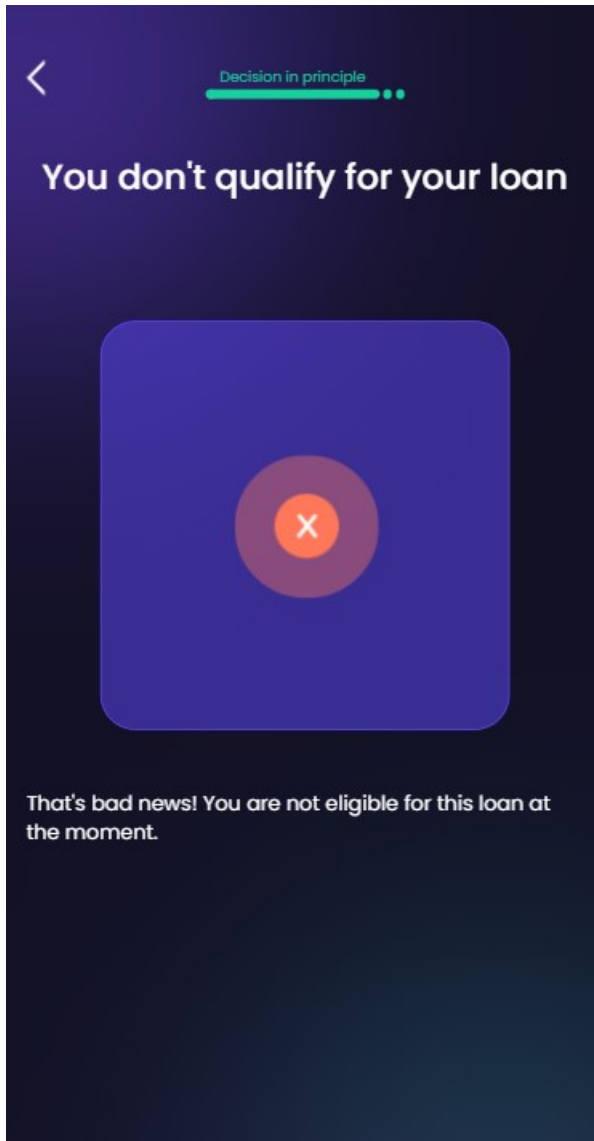 Decision in principle
You don't qualify for your loan
X
That's bad news! You are not eligible for this loan at
the moment.